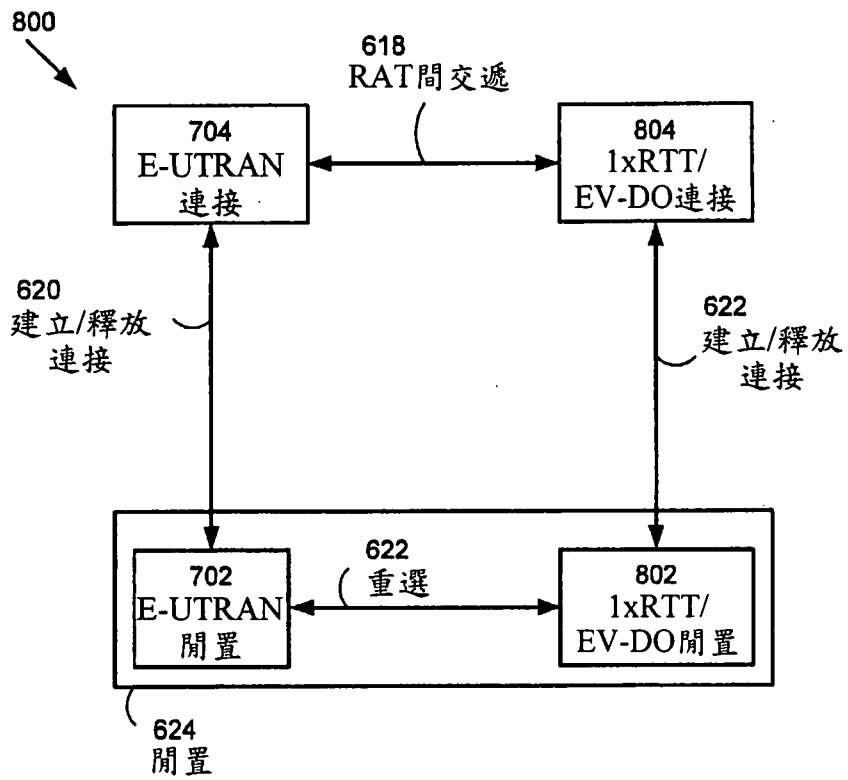 800
618
RAT間交遞
704
E-UTRAN
連接
804
1xRTT/
EV-DO連接
620
建立/釋放
連接
622
建立/釋放
連接
702
E-UTRAN
閒置
622
重選
802
1xRTT/
EV-DO閒置
624
閒置